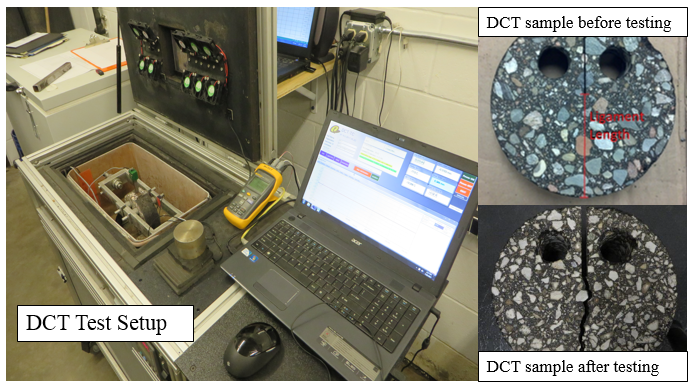 DCT sample before testing
Ligament
Length
acer
DCT Test Setup
DCT sample after testing